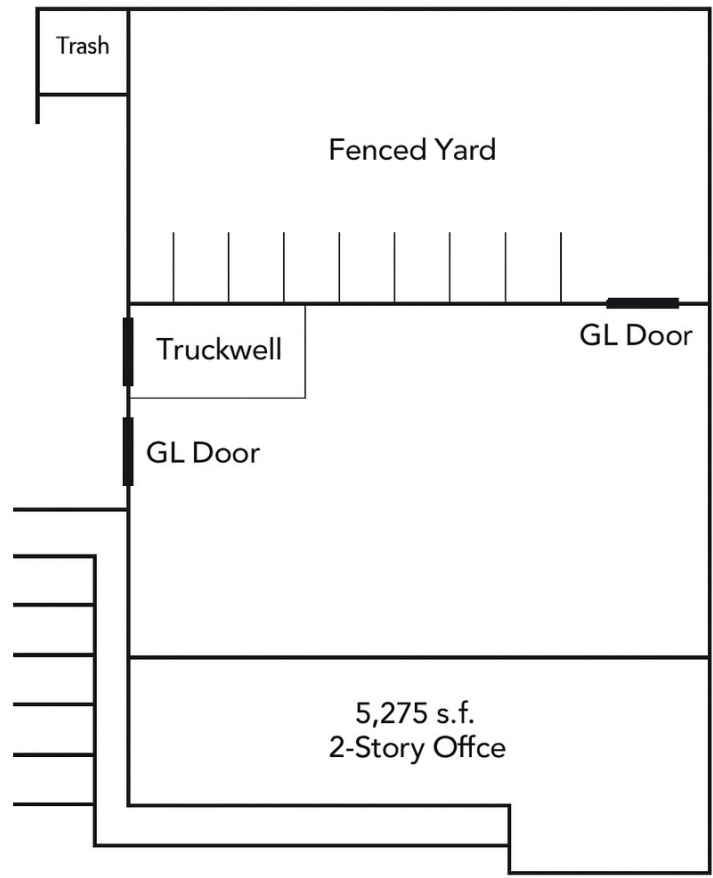 Trash
Fenced Yard
GL Door
Truckwell
GL Door
5,275 s.f.
2-Story Offce